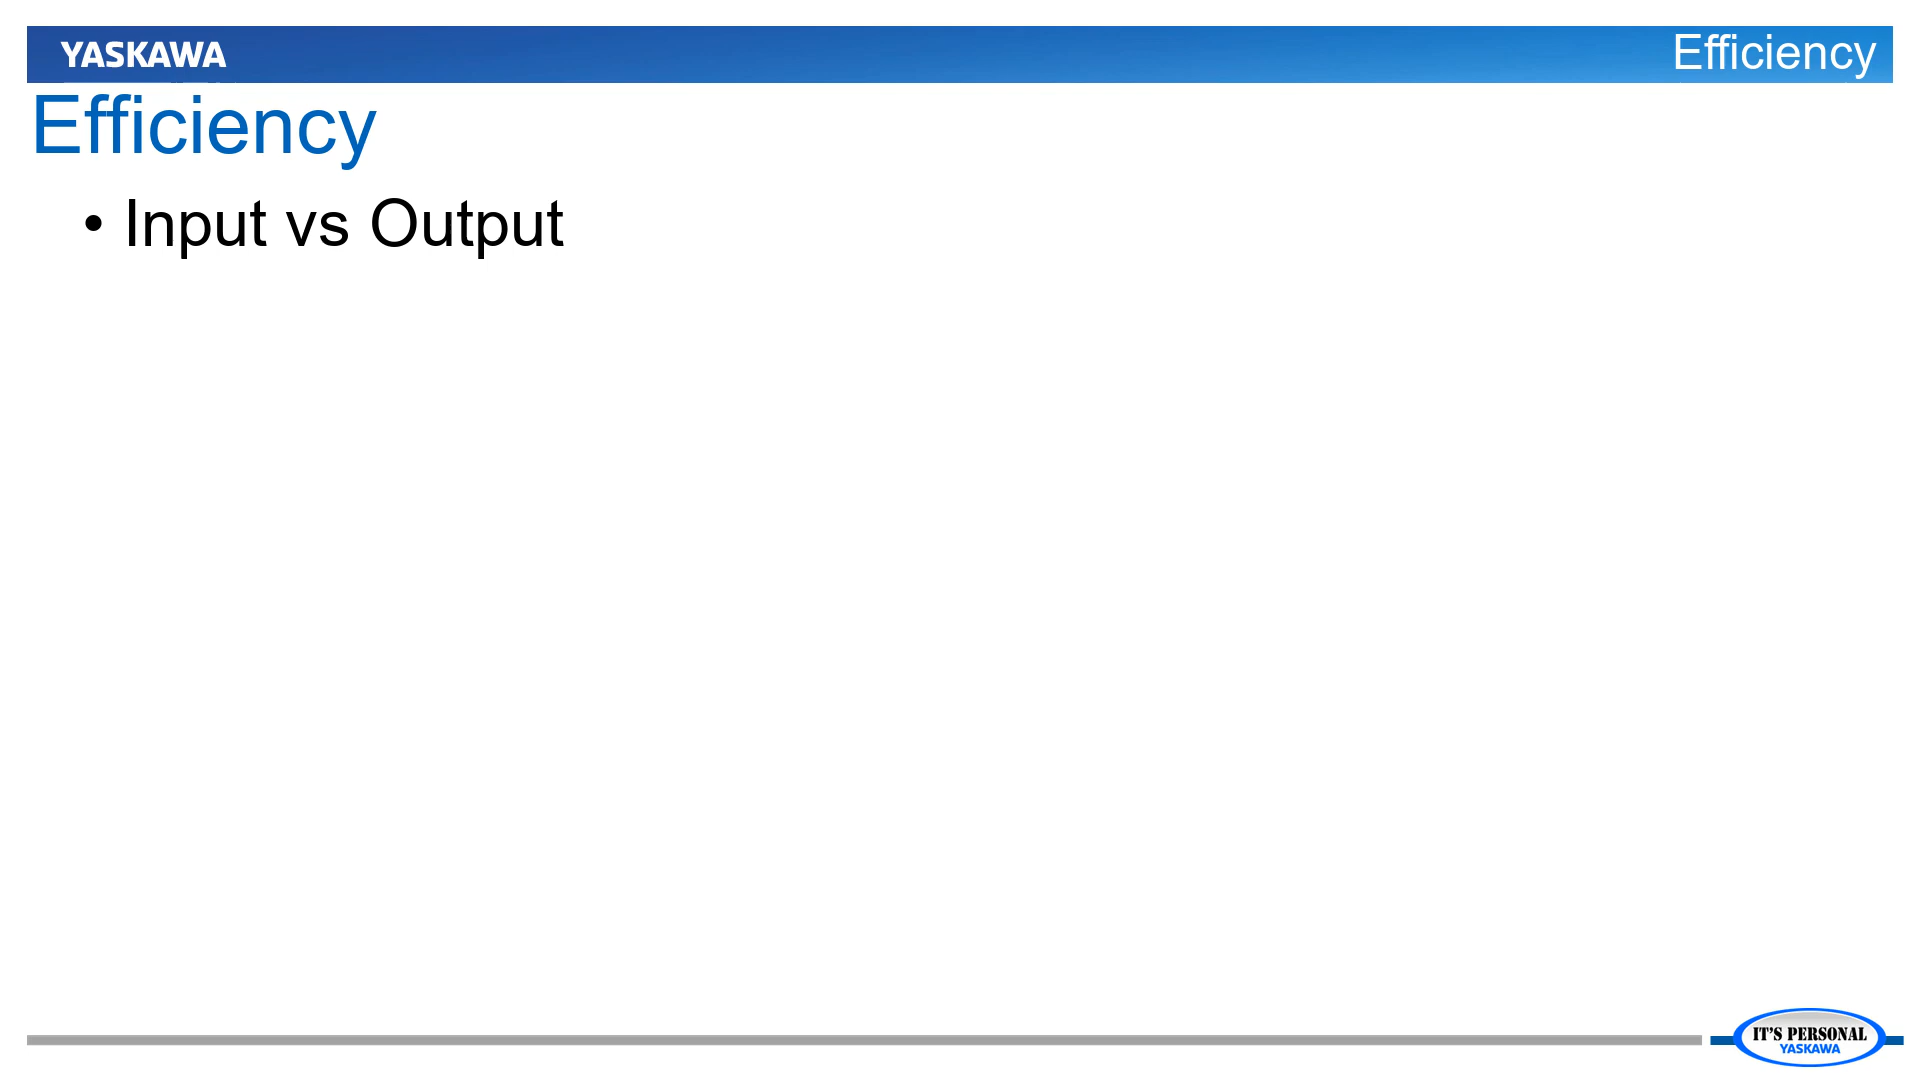 YASKAWA
Efficiency
Efficiency
• Input vs Output
IT'S PERSONAL
YASKAWA